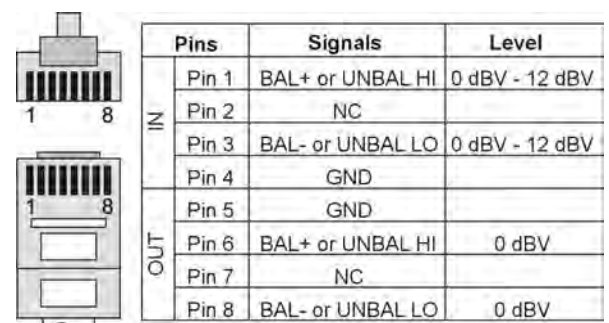 Pins Signals Level
IN
Pin 1 BAL+ or UNBAL HI 0 dBV - 12 dBV
Pin 2 NC
Pin 3 BAL- or UNBAL LO 0 dBV - 12 dBV
Pin 4 GND
OUT
Pin 5 GND
Pin 6 BAL+ or UNBAL HI 0 dBV
Pin 7 NC
Pin 8 BAL- or UNBAL LO 0 dBV
1 8
1 8